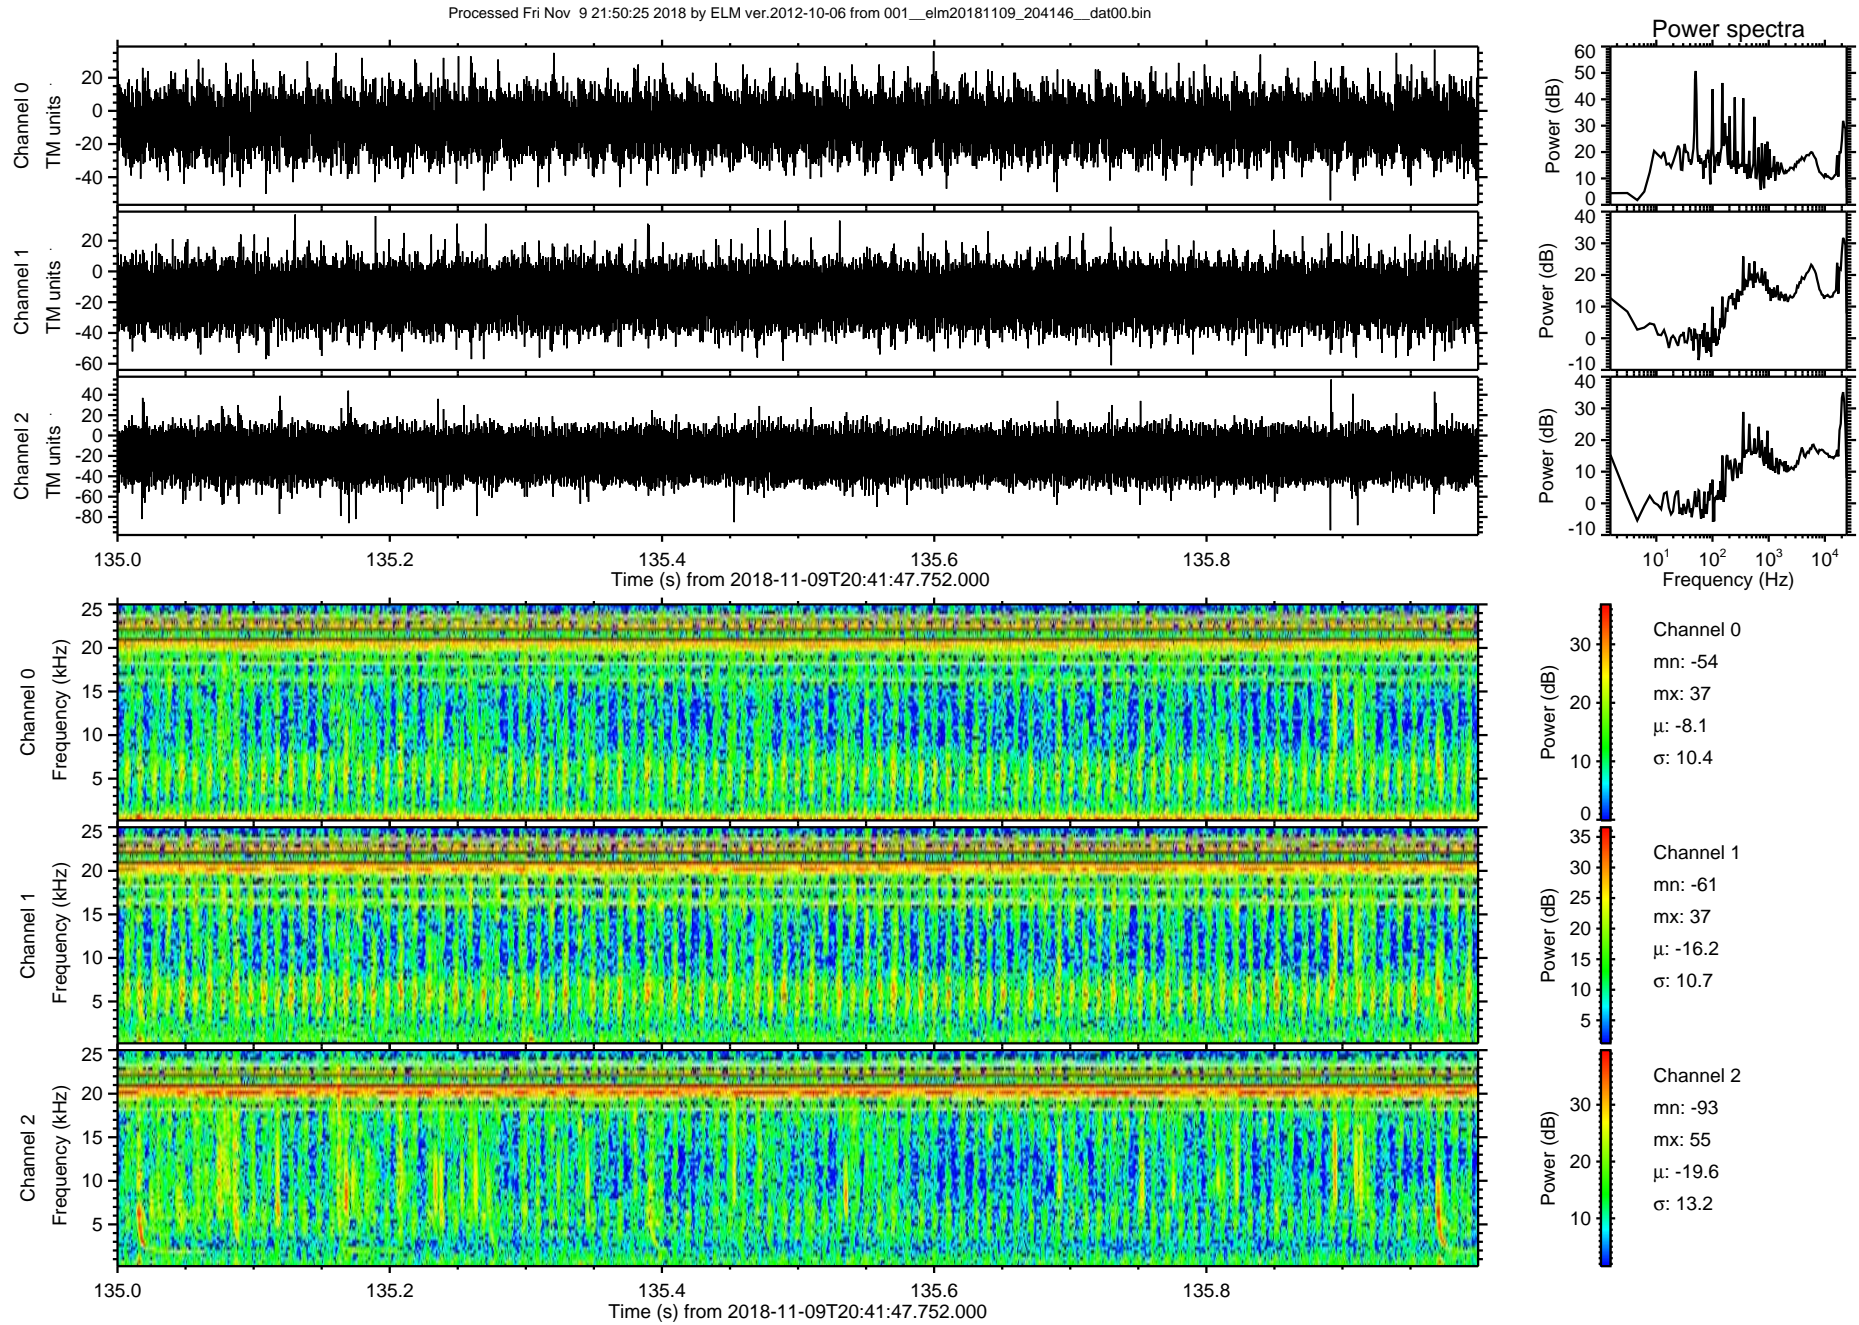 Processed Fri Nov  9 21:50:25 2018 by ELM ver.2012-10-06 from 001__elm20181109_204146__dat00.bin
Power spectra
Channel 0
TM units
20
0
-20
-40
Power (dB)
60
50
40
30
20
10
0
Channel 1
TM units
20
0
-20
-40
-60
Power (dB)
40
30
20
10
0
-10
Channel 2
TM units
40
20
0
-20
-40
-60
-80
Power (dB)
40
30
20
10
0
-10
135.0 135.2 135.4 135.6 135.8
Time (s) from 2018-11-09T20:41:47.752.000
10^1 10^2 10^3 10^4
Frequency (Hz)
Channel 0
Frequency (kHz)
25
20
15
10
5
Power (dB)
30
20
10
0
Channel 0
mn: -54
mx: 37
μ: -8.1
σ: 10.4
Channel 1
Frequency (kHz)
25
20
15
10
5
Power (dB)
35
30
25
20
15
10
5
Channel 1
mn: -61
mx: 37
μ: -16.2
σ: 10.7
Channel 2
Frequency (kHz)
25
20
15
10
5
Power (dB)
30
20
10
Channel 2
mn: -93
mx: 55
μ: -19.6
σ: 13.2
135.0 135.2 135.4 135.6 135.8
Time (s) from 2018-11-09T20:41:47.752.000